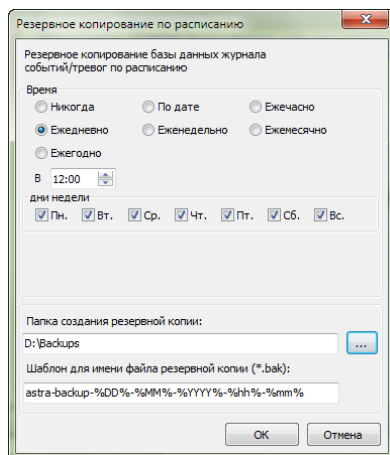 Резервное копирование по расписанию
Резервное копирование базы данных журнала
событий/тревог по расписанию
Время
Никогда По дате Ежечасно
Ежедневно Еженедельно Ежемесячно
Ежегодно
В 12:00
дни недели
Пн. Вт. Ср. Чт. Пт. Сб. Вс.
Папка создания резервной копии:
D:\Backups ...
Шаблон для имени файла резервной копии (*.bak):
astra-backup-%DD%-%MM%-%YYYY%-%hh%-%mm%
OK Отмена